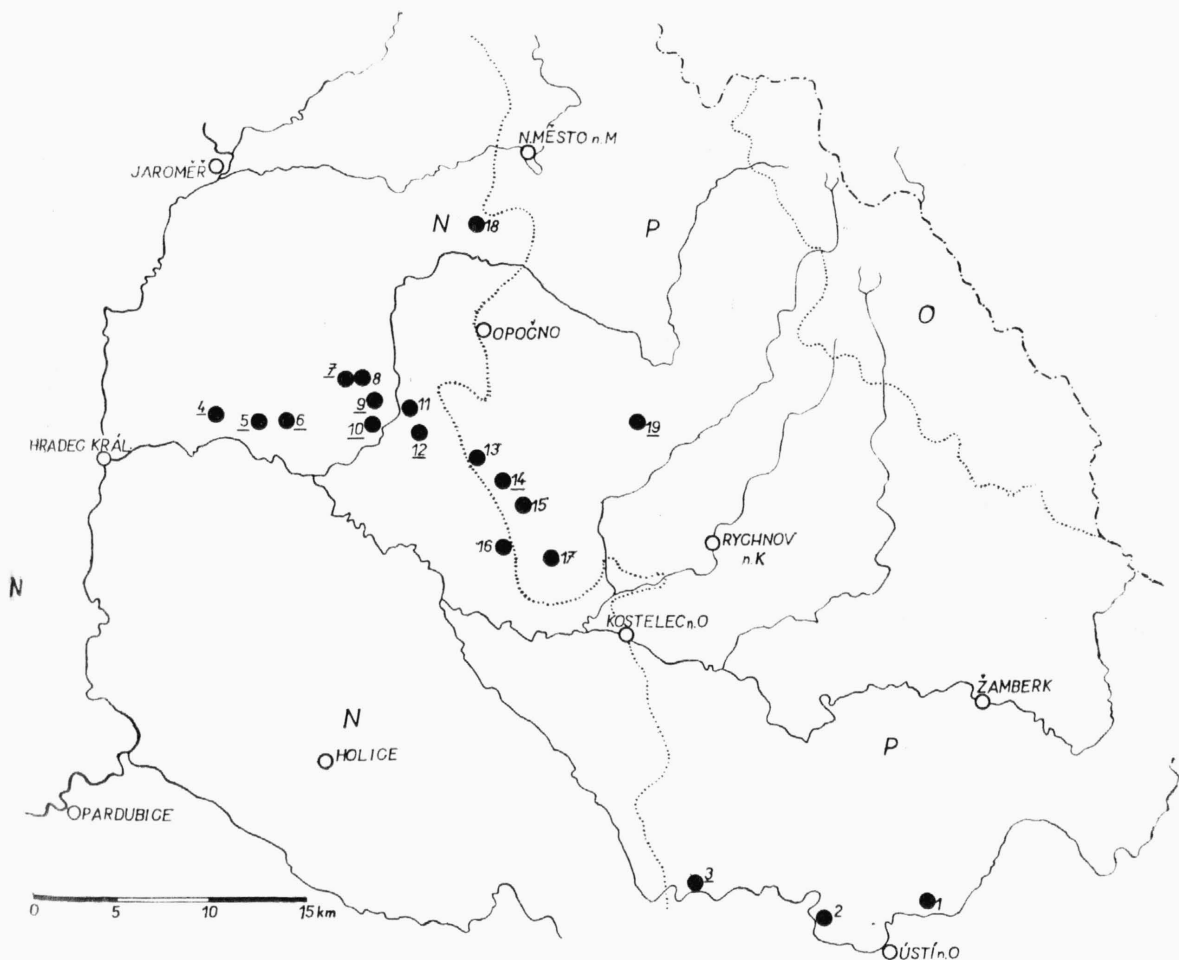 N.MĚSTO n.M
JAROMĚŘ
N
18
P
O
OPOČNO
7
8
4
5
6
9
10
11
12
19
HRADEC KRÁL.
13
14
15
16
17
RYCHNOV
n.K
N
KOSTELEC n.O
ŽAMBERK
N
P
HOLICE
PARDUBICE
3
0 5 10 15 km
2
1
ÚSTÍ n.O